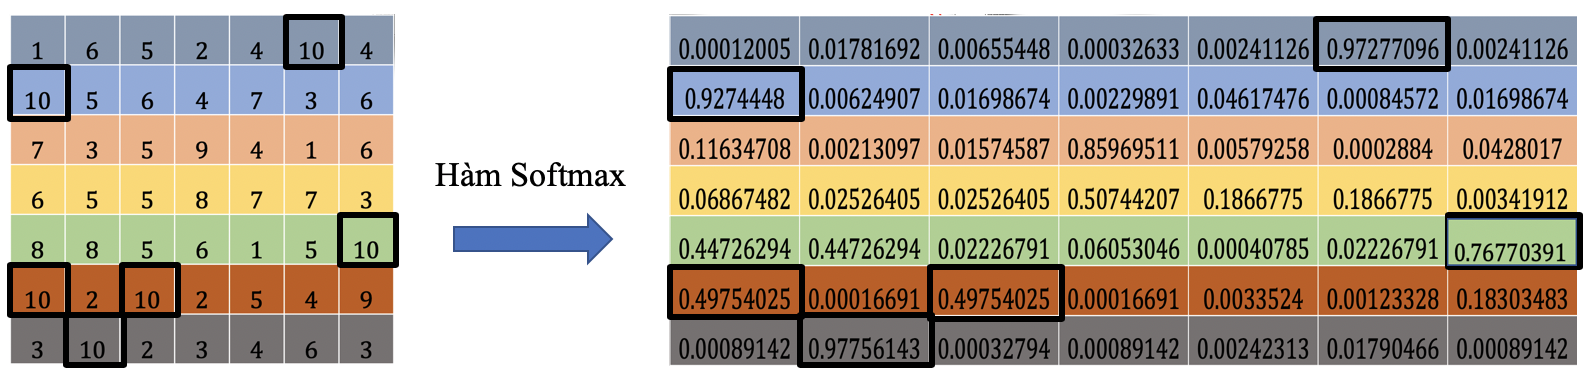 1 6 5 2 4 10 4
10 5 6 4 7 3 6
7 3 5 9 4 1 6
6 5 5 8 7 7 3
8 8 5 6 1 5 10
10 2 10 2 5 4 9
3 10 2 3 4 6 3
Hàm Softmax
0.00012005 0.01781692 0.00655448 0.00032633 0.00241126 0.97277096 0.00241126
0.9274448 0.00624907 0.01698674 0.00229891 0.04617476 0.00084572 0.01698674
0.11634708 0.00213097 0.01574587 0.85969511 0.00579258 0.0002884 0.0428017
0.06867482 0.02526405 0.02526405 0.50744207 0.1866775 0.1866775 0.00341912
0.44726294 0.44726294 0.02226791 0.06053046 0.00040785 0.02226791 0.76770391
0.49754025 0.00016691 0.49754025 0.00016691 0.0033524 0.00123328 0.18303483
0.00089142 0.97756143 0.00032794 0.00089142 0.00242313 0.01790466 0.00089142